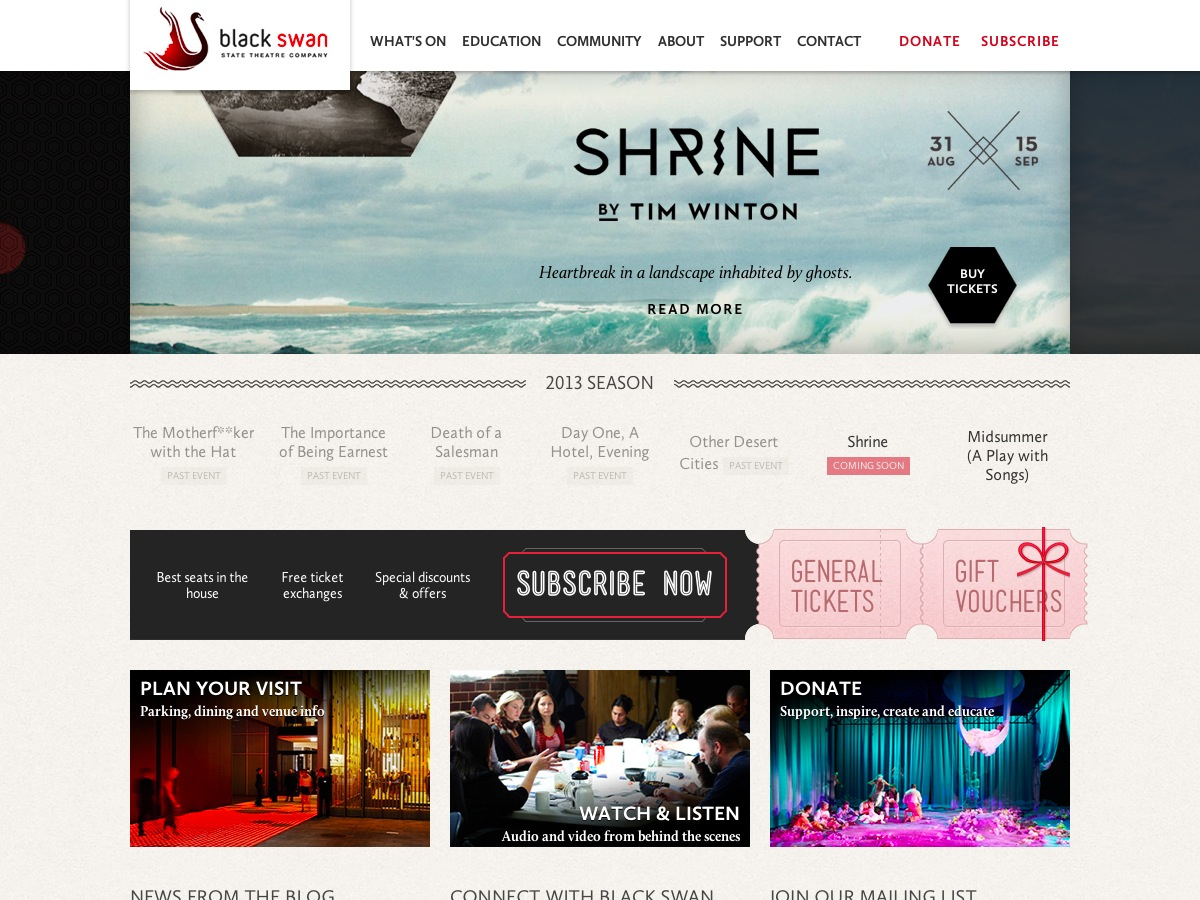 black swan
STATE THEATRE COMPANY
WHAT'S ON EDUCATION COMMUNITY ABOUT SUPPORT CONTACT DONATE SUBSCRIBE
SHRINE
BY TIM WINTON
31 AUG
15 SEP
Heartbreak in a landscape inhabited by ghosts.
READ MORE
BUY
TICKETS
2013 SEASON
The Motherf**ker
with the Hat
PAST EVENT
The Importance
of Being Earnest
PAST EVENT
Death of a
Salesman
PAST EVENT
Day One, A
Hotel, Evening
PAST EVENT
Other Desert
Cities PAST EVENT
Shrine
COMING SOON
Midsummer
(A Play with
Songs)
Best seats in the
house
Free ticket
exchanges
Special discounts
& offers
SUBSCRIBE NOW
GENERAL
TICKETS
GIFT
VOUCHERS
PLAN YOUR VISIT
Parking, dining and venue info
WATCH & LISTEN
Audio and video from behind the scenes
DONATE
Support, inspire, create and educate
NEWS FROM THE BLOG
CONNECT WITH BLACK SWAN
JOIN OUR MAILING LIST